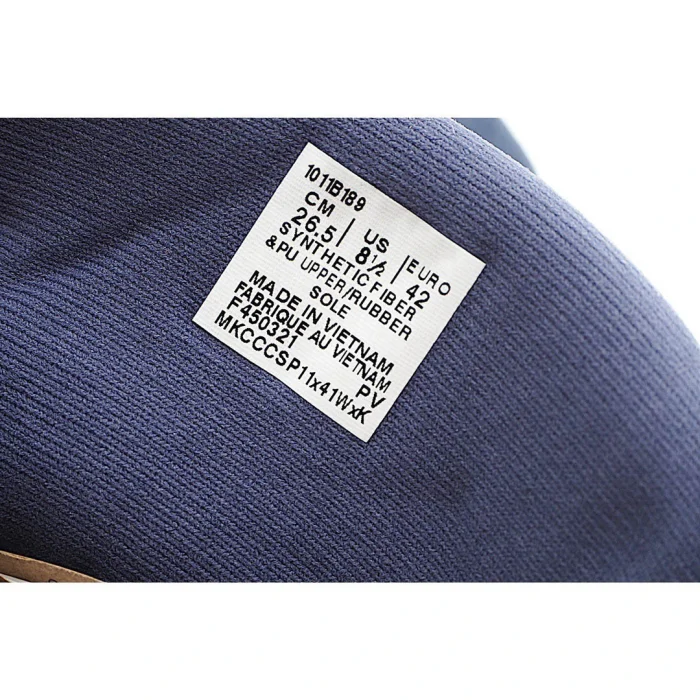 1011B189
CM | US | EURO
26.5 | 8½ | 42
SYNTHETIC FIBER
&PU UPPER/RUBBER
SOLE
MADE IN VIETNAM
FABRIQUE AU VIETNAM
F450321 PV
MKCCCSP11x41WxK